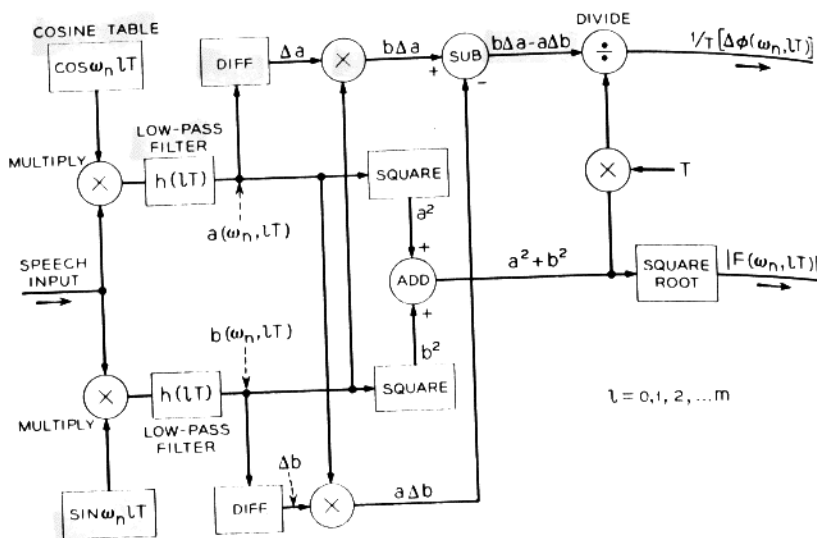 COSINE TABLE
COSωₙlT
DIFF
Δa
×
bΔa
+
SUB
−
bΔa-aΔb
DIVIDE
÷
1/T [Δφ(ωₙ,lT)]
MULTIPLY
×
LOW-PASS
FILTER
h(lT)
a(ωₙ,lT)
SQUARE
a²
+
×
T
SPEECH
INPUT
ADD
a²+b²
SQUARE
ROOT
|F(ωₙ,lT)|
b(ωₙ,lT)
+
b²
×
MULTIPLY
h(lT)
LOW-PASS
FILTER
SQUARE
l = 0,1, 2, ...m
SINωₙlT
DIFF
Δb
×
aΔb